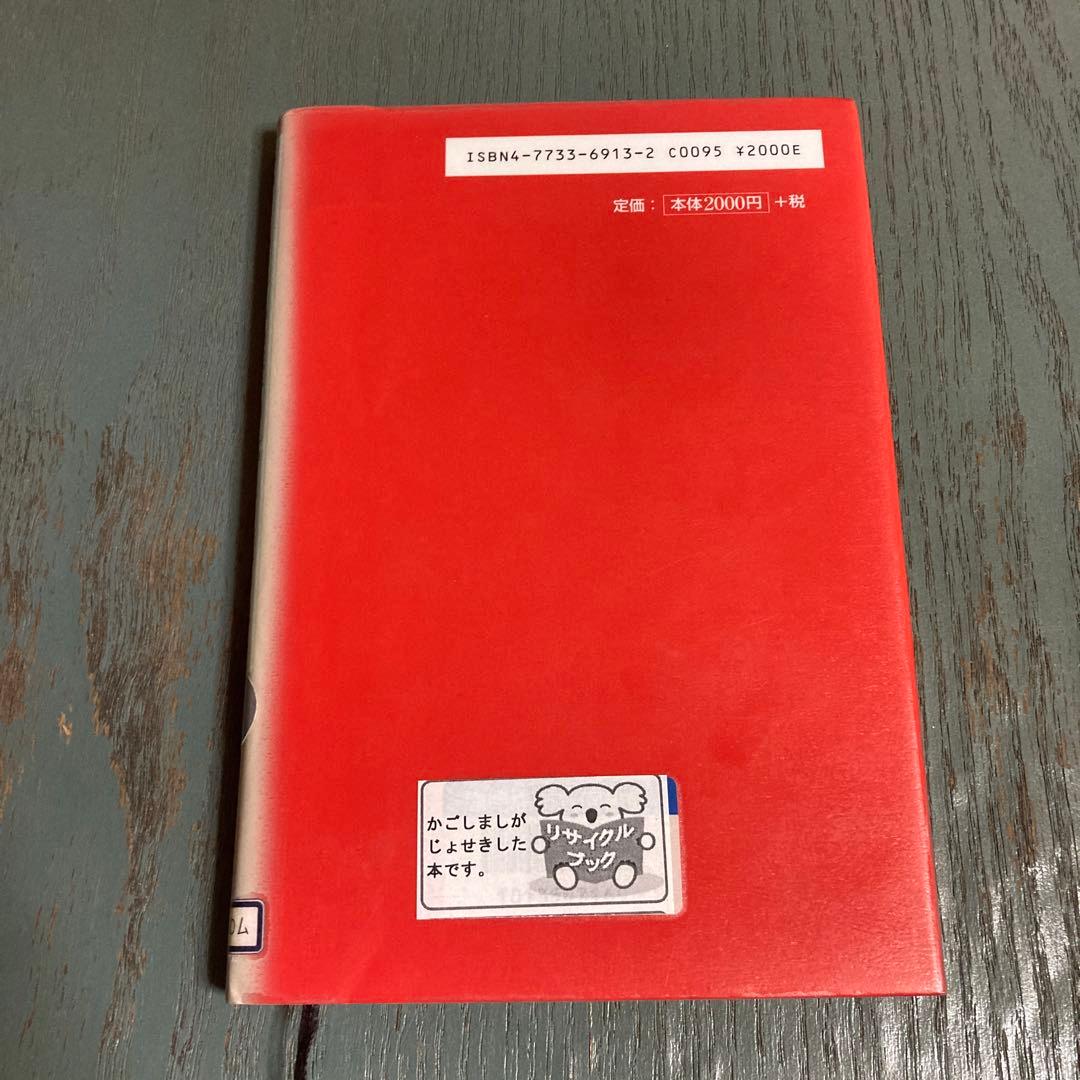 ISBN4-7733-6913-2 C0095 ¥2000E
定価： 本体2000円 +税
かごしましが
じょせきした
本です。
リサイクル
ブック
ム